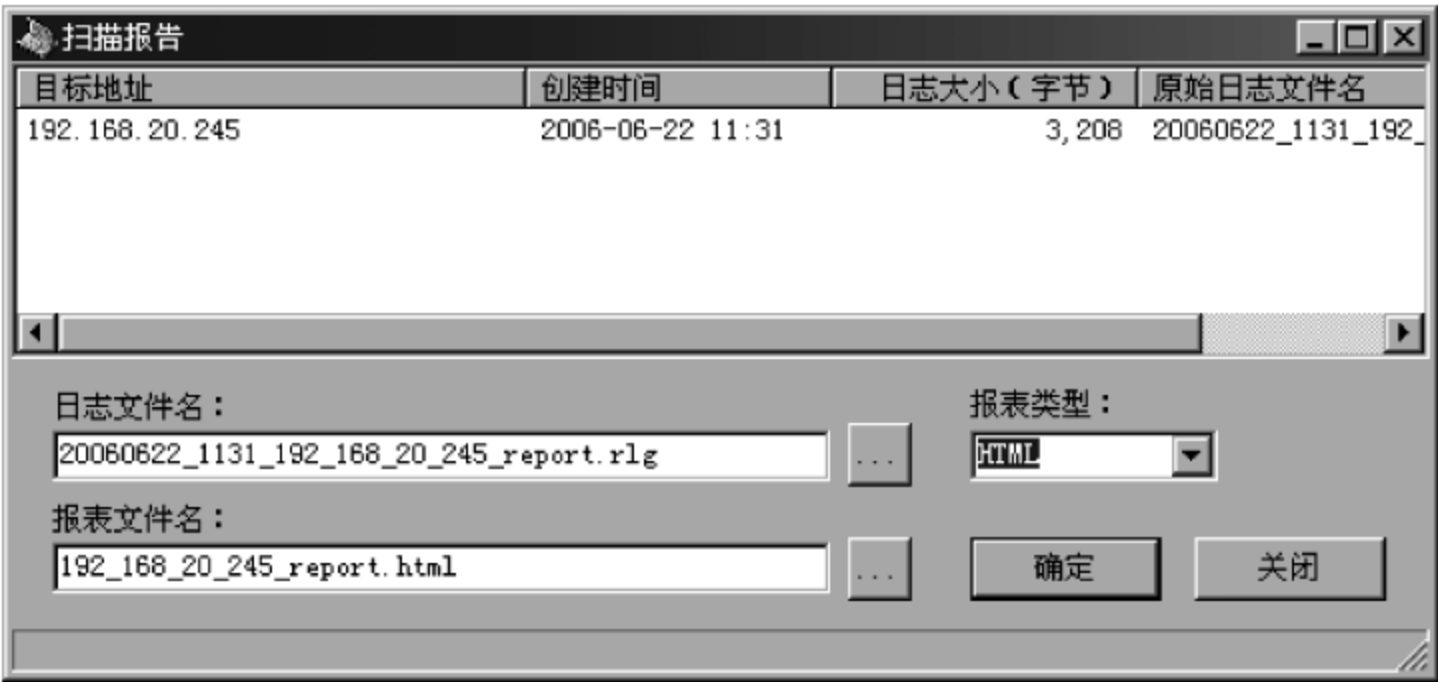 扫描报告
目标地址 创建时间 日志大小(字节) 原始日志文件名
192.168.20.245 2006-06-22 11:31 3,208 20060622_1131_192_
日志文件名: 报表类型:
20060622_1131_192_168_20_245_report.rlg ... HTML
报表文件名:
192_168_20_245_report.html ... 确定 关闭